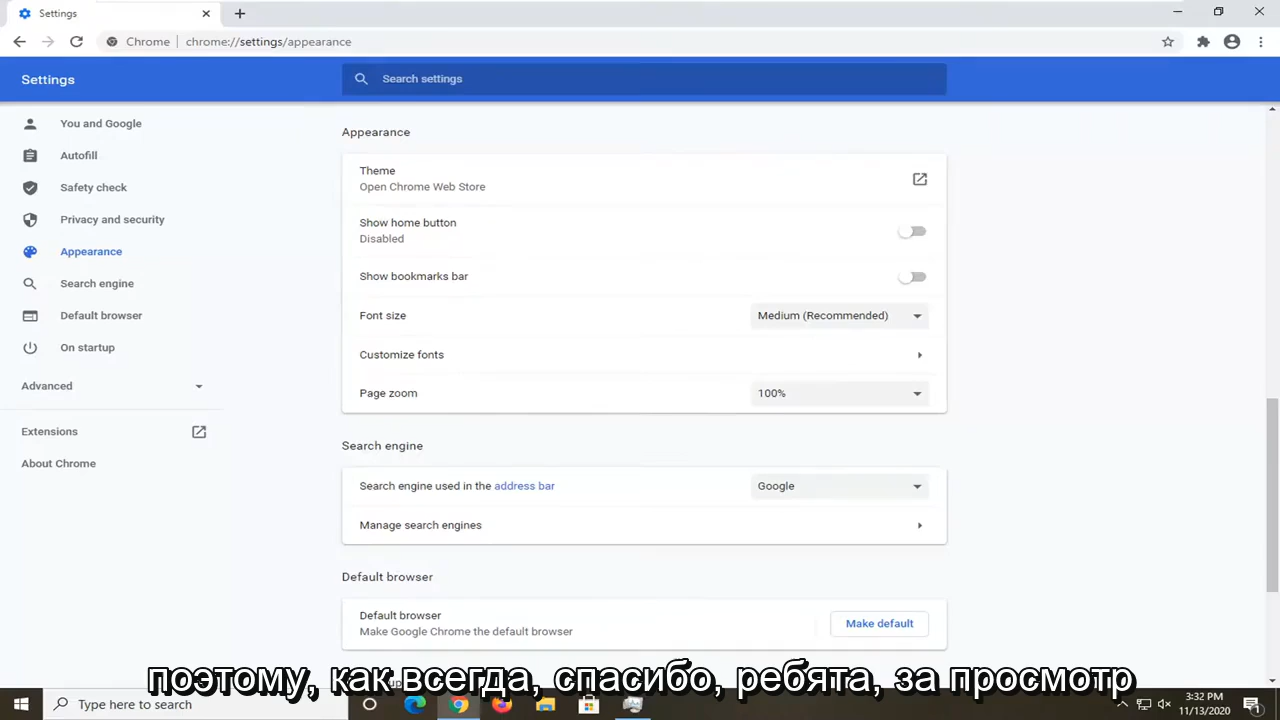 Settings
Chrome
chrome://settings/appearance
Settings
Search settings
You and Google
Autofill
Safety check
Privacy and security
Appearance
Search engine
Default browser
On startup
Advanced
Extensions
About Chrome
Appearance
Theme
Open Chrome Web Store
Show home button
Disabled
Show bookmarks bar
Font size
Medium (Recommended)
Customize fonts
Page zoom
100%
Search engine
Search engine used in the address bar
Google
Manage search engines
Default browser
Default browser
Make Google Chrome the default browser
Make default
поэтому, как всегда, спасибо, ребята, за просмотр
Type here to search
3:32 PM
11/13/2020